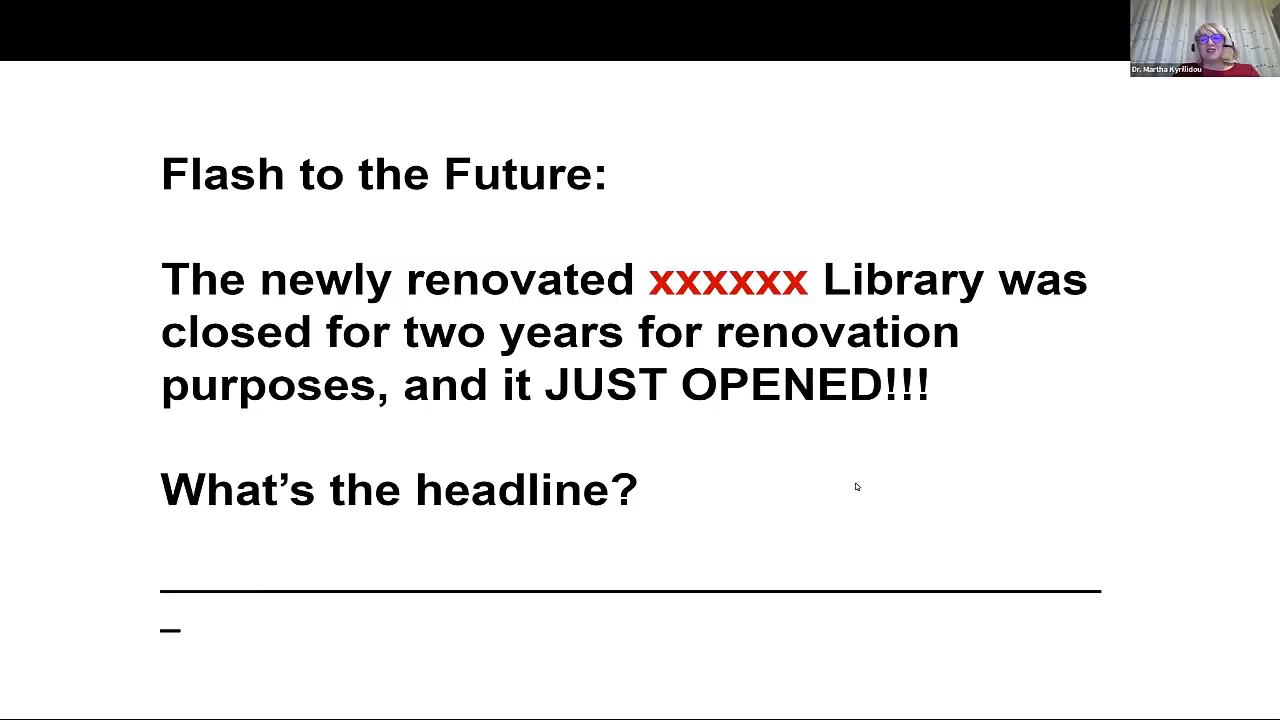 Dr. Martha Kyrillidou
Flash to the Future:
The newly renovated xxxxxx Library was
closed for two years for renovation
purposes, and it JUST OPENED!!!
What’s the headline?